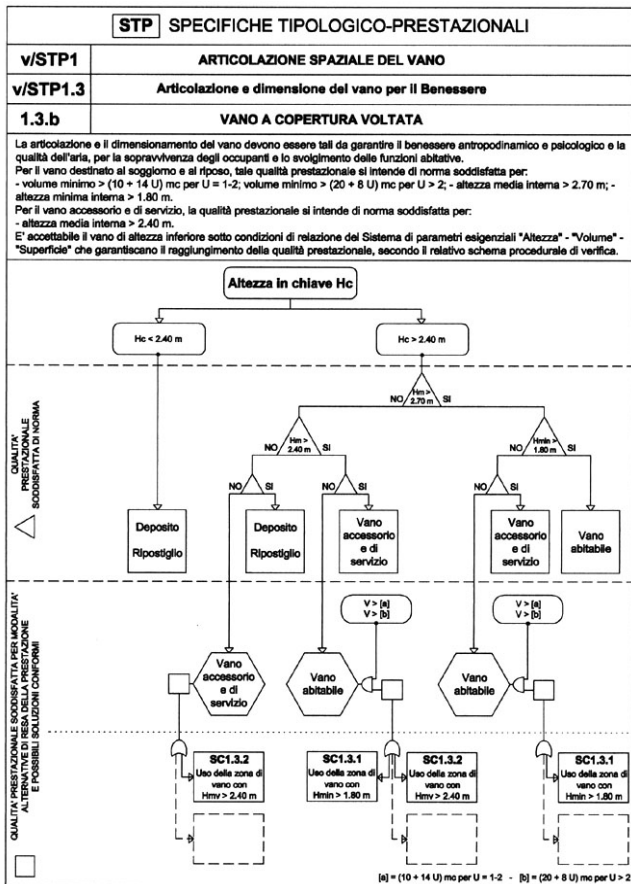 STP SPECIFICHE TIPOLOGICO-PRESTAZIONALI
v/STP1 ARTICOLAZIONE SPAZIALE DEL VANO
v/STP1.3 Articolazione e dimensione del vano per il Benessere
1.3.b VANO A COPERTURA VOLTATA
La articolazione e il dimensionamento del vano devono essere tali da garantire il benessere antropodinamico e psicologico e la
qualità dell'aria, per la sopravvivenza degli occupanti e lo svolgimento delle funzioni abitative.
Per il vano destinato al soggiorno e al riposo, tale qualità prestazionale si intende di norma soddisfatta per:
- volume minimo > (10 + 14 U) mc per U = 1-2; volume minimo > (20 + 8 U) mc per U > 2; - altezza media interna > 2.70 m; -
altezza minima interna > 1.80 m.
Per il vano accessorio e di servizio, la qualità prestazionale si intende di norma soddisfatta per:
- altezza media interna > 2.40 m.
E' accettabile il vano di altezza inferiore sotto condizioni di relazione del Sistema di parametri esigenziali "Altezza" - "Volume" -
"Superficie" che garantiscano il raggiungimento della qualità prestazionale, secondo il relativo schema procedurale di verifica.
Altezza in chiave Hc
Hc < 2.40 m
Hc > 2.40 m
QUALITA'
PRESTAZIONALE
SODDISFATTA DI NORMA
NO
Hm >
2.70 m
SI
NO
Hm >
2.40 m
SI
NO
Hmin >
1.80 m
SI
NO
SI
NO
SI
NO
SI
Deposito
Ripostiglio
Deposito
Ripostiglio
Vano
accessorio
e di
servizio
Vano
accessorio
e di
servizio
Vano
abitabile
QUALITA' PRESTAZIONALE SODDISFATTA PER MODALITA'
ALTERNATIVE DI RESA DELLA PRESTAZIONE
E POSSIBILI SOLUZIONI CONFORMI
V > [a]
V > [b]
V > [a]
V > [b]
Vano
accessorio
e di
servizio
Vano
abitabile
Vano
abitabile
SC1.3.2
Uso della zona di
vano con
Hmv > 2.40 m
SC1.3.1
Uso della zona di
vano con
Hmin > 1.80 m
SC1.3.2
Uso della zona di
vano con
Hmv > 2.40 m
SC1.3.1
Uso della zona di
vano con
Hmin > 1.80 m
[a] = (10 + 14 U) mc per U = 1-2 - [b] = (20 + 8 U) mc per U > 2